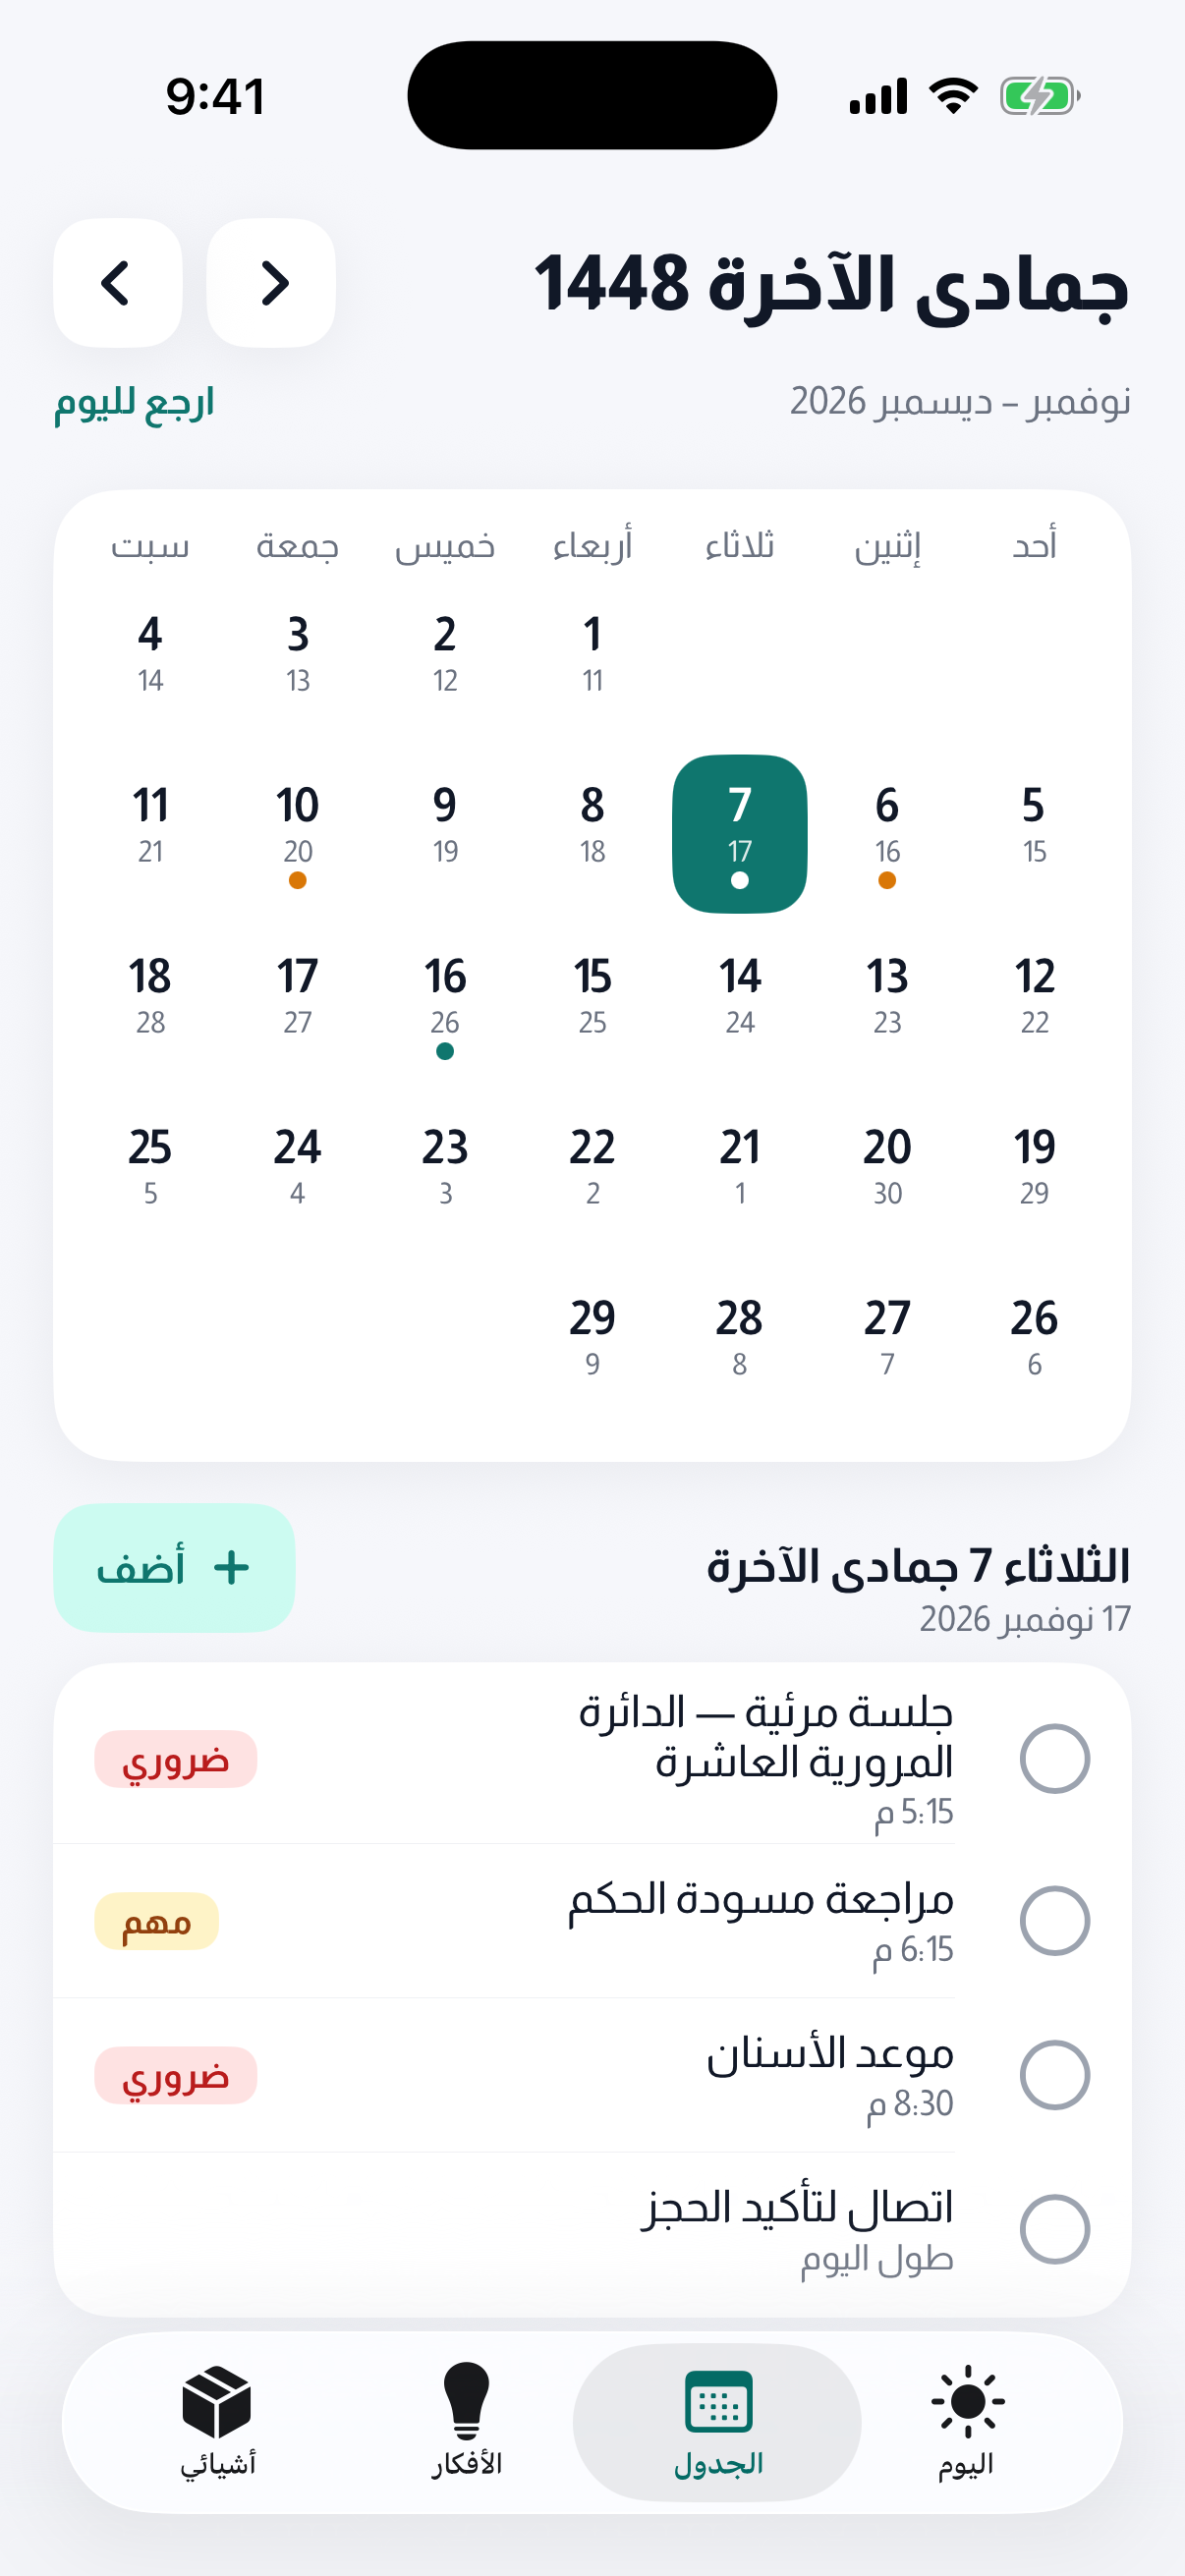 9:41
جمادى الآخرة 1448
نوفمبر – ديسمبر 2026
ارجع لليوم
أحد إثنين ثلاثاء أربعاء خميس جمعة سبت
1 2 3 4
11 12 13 14
5 6 7 8 9 10 11
15 16 17 18 19 20 21
12 13 14 15 16 17 18
22 23 24 25 26 27 28
19 20 21 22 23 24 25
29 30 1 2 3 4 5
26 27 28 29
6 7 8 9
الثلاثاء 7 جمادى الآخرة
17 نوفمبر 2026
+ أضف
جلسة مرئية — الدائرة
المرورية العاشرة
5:15 م
ضروري
مراجعة مسودة الحكم
6:15 م
مهم
موعد الأسنان
8:30 م
ضروري
اتصال لتأكيد الحجز
طول اليوم
اليوم الجدول الأفكار أشيائي